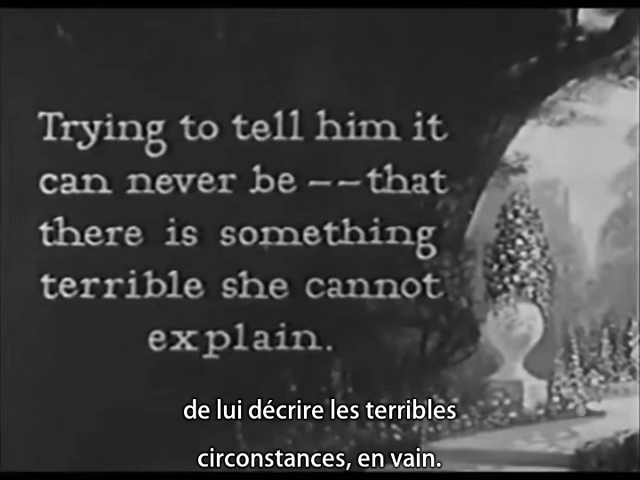 Trying to tell him it
can never be -- that
there is something
terrible she cannot
explain.
de lui décrire les terribles
circonstances, en vain.